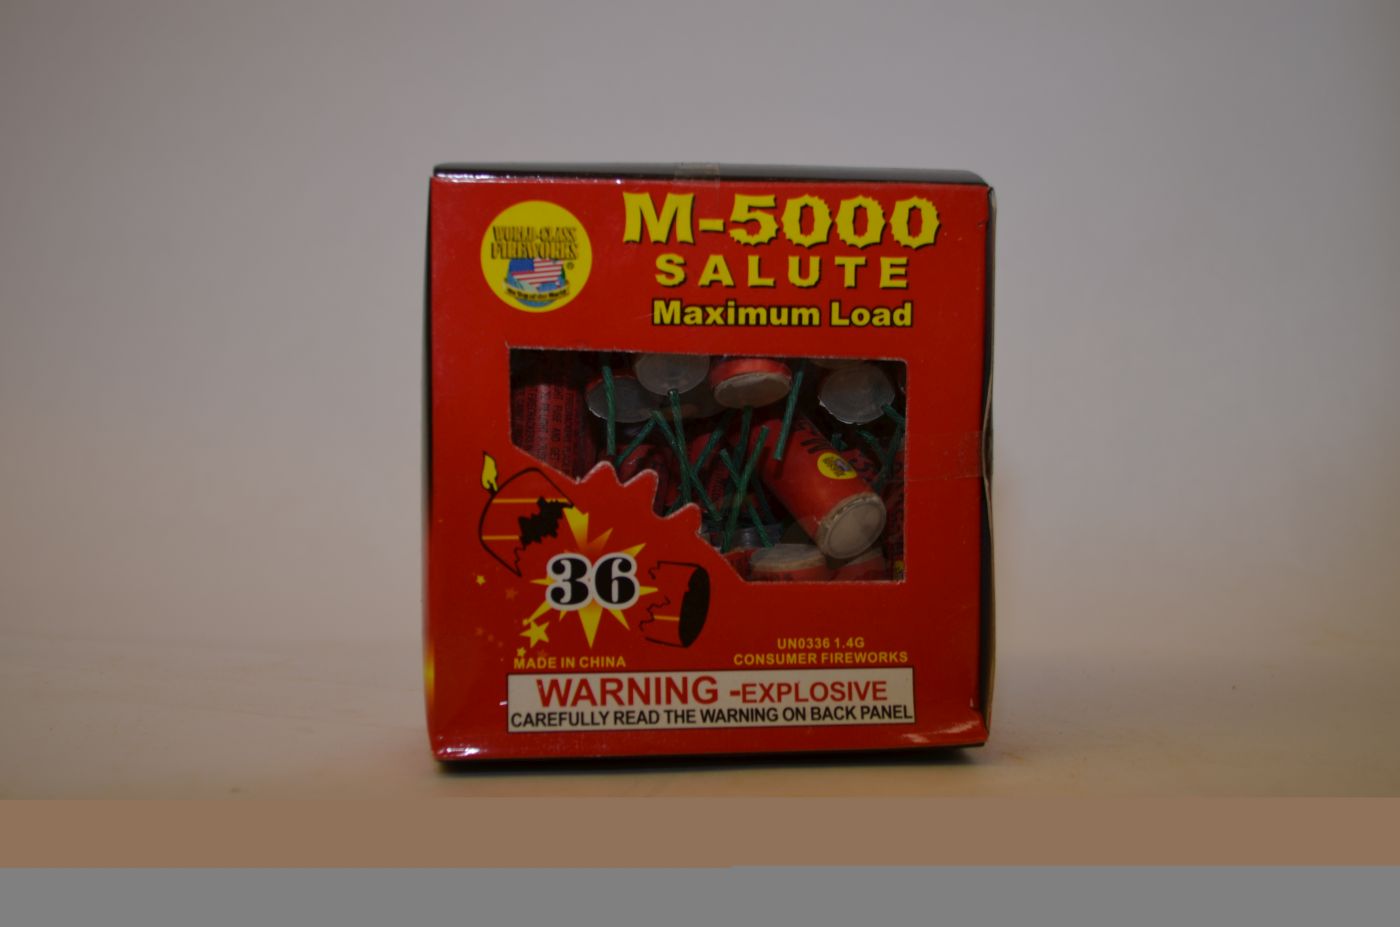 M-5000
SALUTE
Maximum Load
WORLD-CLASS
FIREWORKS
®
36
MADE IN CHINA
UN0336 1.4G
CONSUMER FIREWORKS
WARNING -EXPLOSIVE
CAREFULLY READ THE WARNING ON BACK PANEL